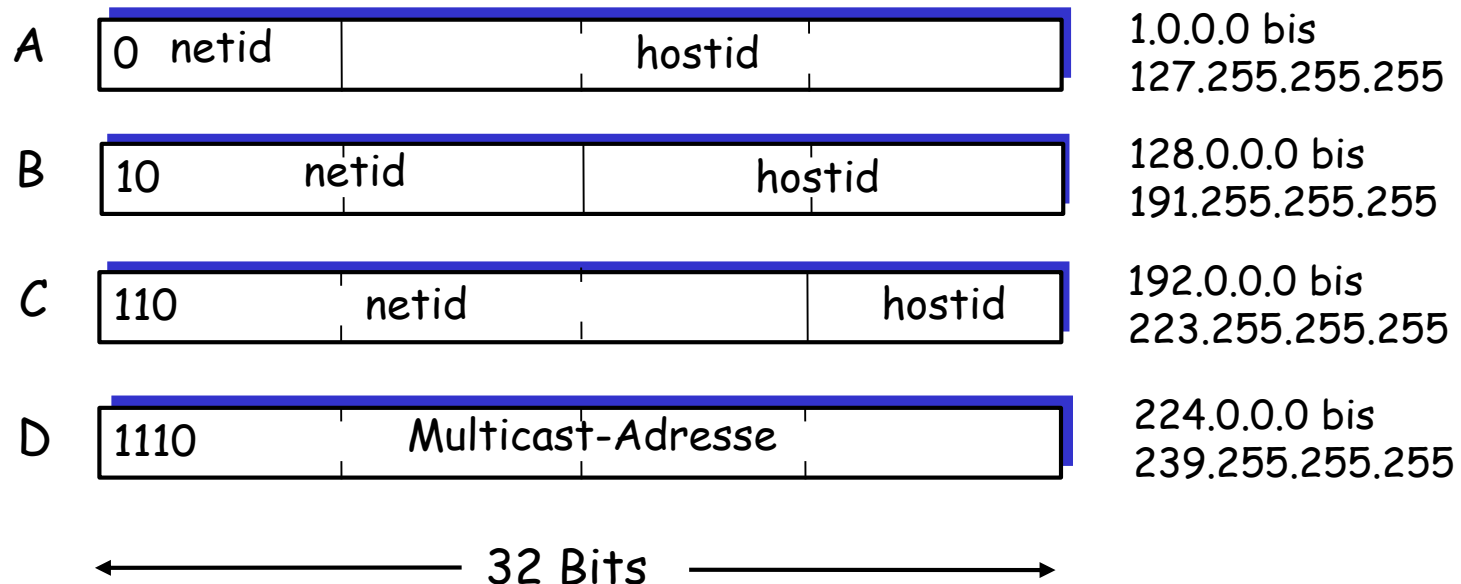 A 0 netid hostid 1.0.0.0 bis
127.255.255.255
B 10 netid hostid 128.0.0.0 bis
191.255.255.255
C 110 netid hostid 192.0.0.0 bis
223.255.255.255
D 1110 Multicast-Adresse 224.0.0.0 bis
239.255.255.255
32 Bits